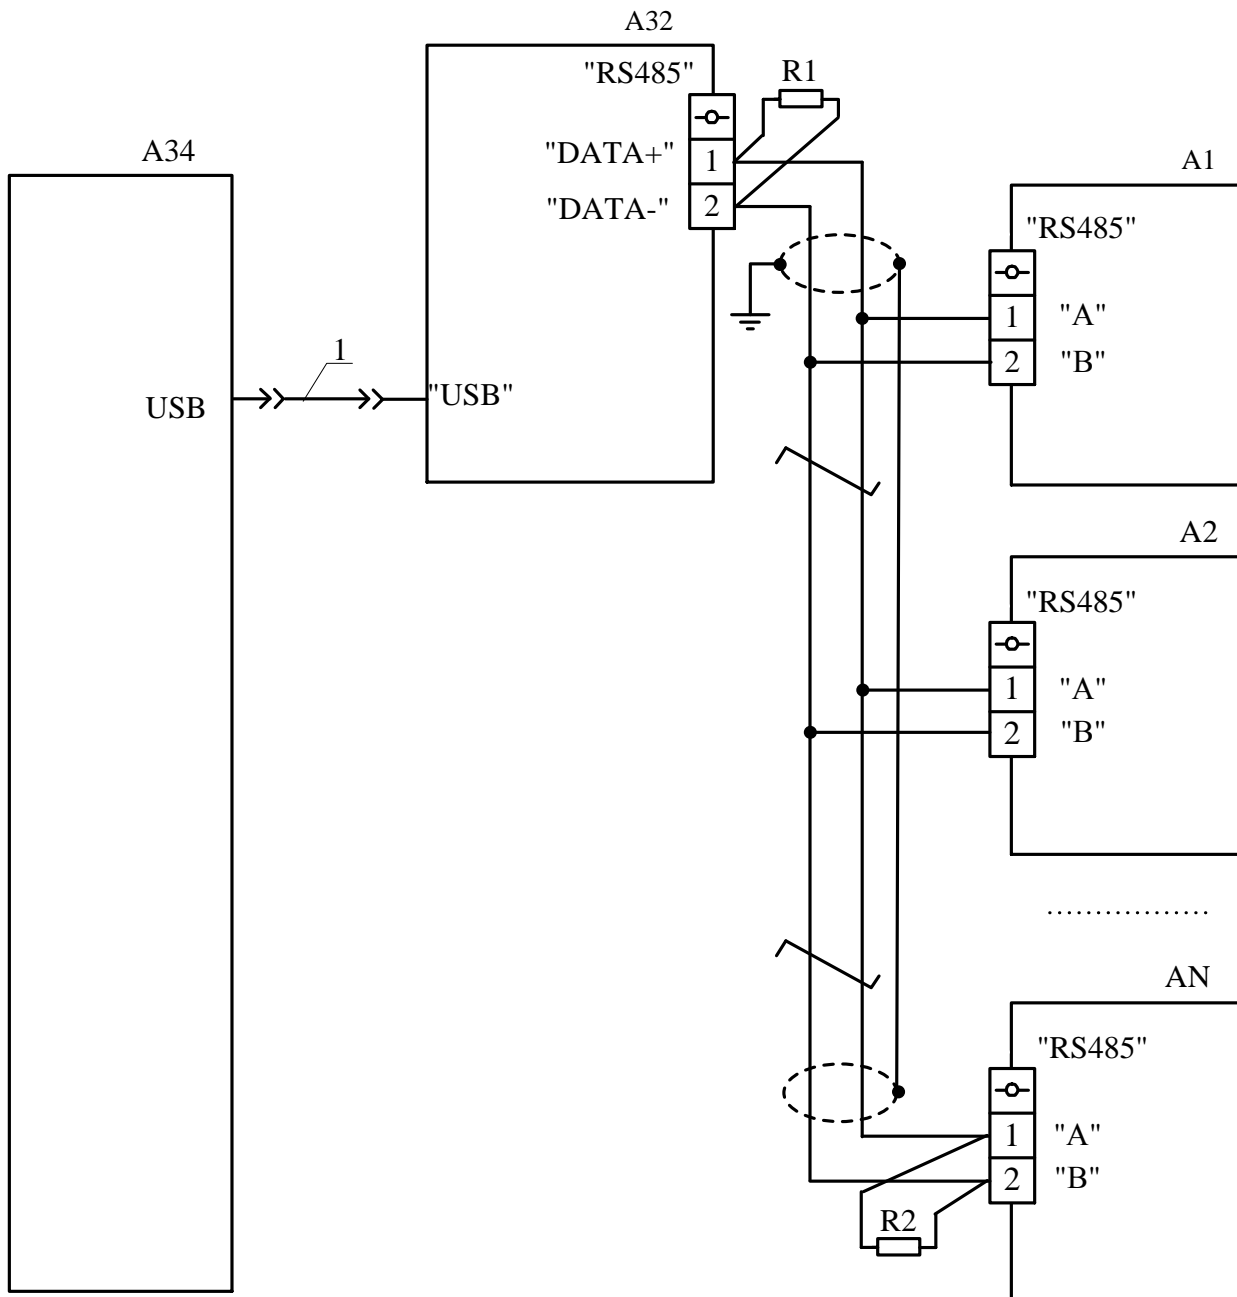 A34
USB
1
A32
"RS485"
"DATA+"
1
"DATA-"
2
"USB"
R1
A1
"RS485"
1
"A"
2
"B"
A2
"RS485"
1
"A"
2
"B"
.................
AN
"RS485"
1
"A"
2
"B"
R2